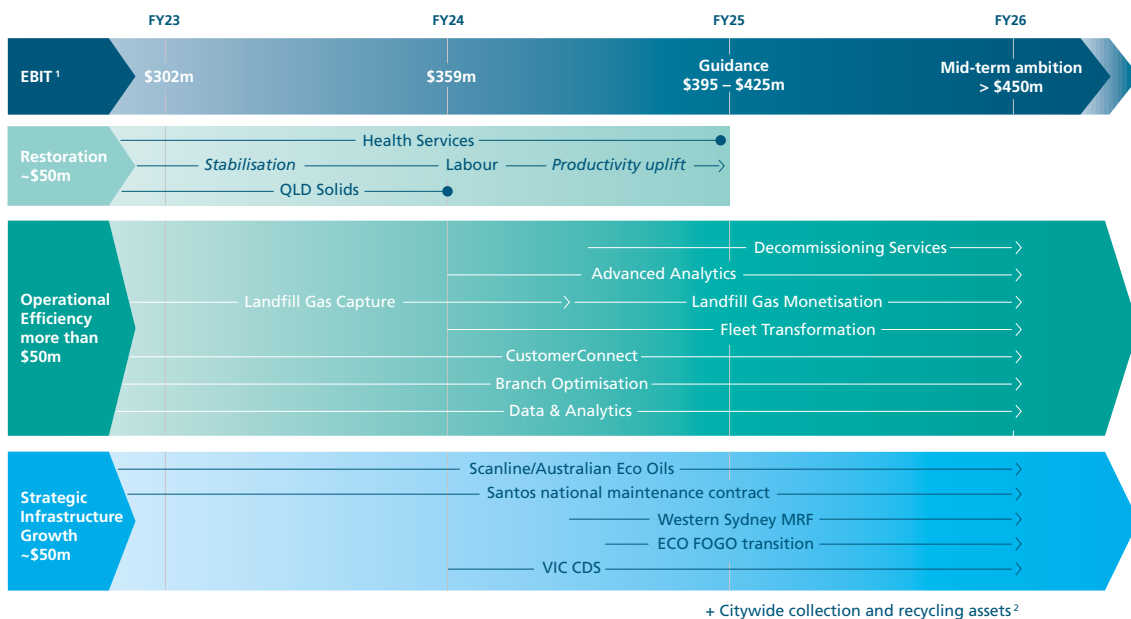 FY23 FY24 FY25 FY26
EBIT ¹ $302m $359m Guidance $395 – $425m Mid-term ambition > $450m
Restoration
~$50m
Health Services
Stabilisation Labour Productivity uplift
QLD Solids
Operational
Efficiency
more than
$50m
Decommissioning Services
Advanced Analytics
Landfill Gas Capture Landfill Gas Monetisation
Fleet Transformation
CustomerConnect
Branch Optimisation
Data & Analytics
Strategic
Infrastructure
Growth
~$50m
Scanline/Australian Eco Oils
Santos national maintenance contract
Western Sydney MRF
ECO FOGO transition
VIC CDS
+ Citywide collection and recycling assets ²